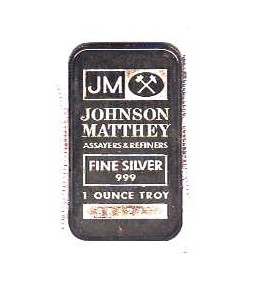 JM
JOHNSON
MATTHEY
ASSAYERS & REFINERS
FINE SILVER
999
1 OUNCE TROY